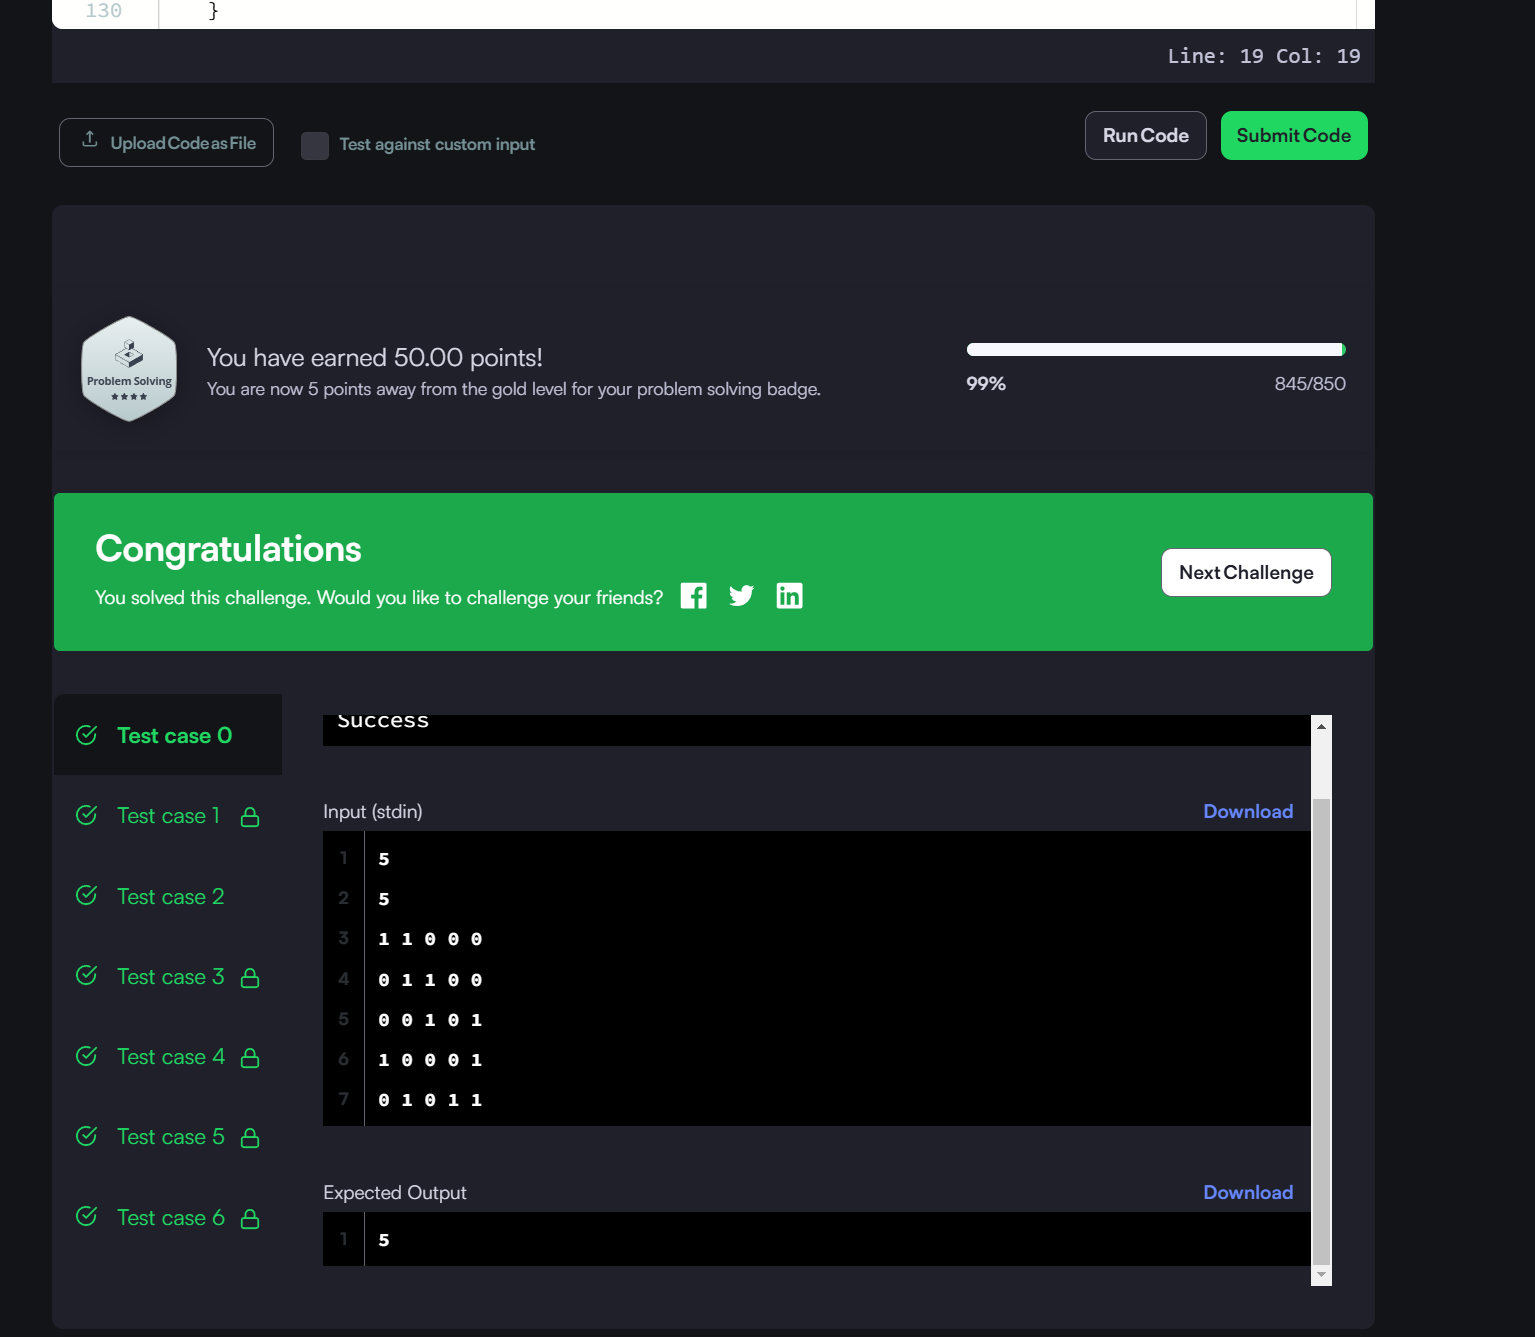 130 }
Line: 19 Col: 19
Upload Code as File
Test against custom input
Run Code
Submit Code
Problem Solving
You have earned 50.00 points!
You are now 5 points away from the gold level for your problem solving badge.
99%
845/850
Congratulations
You solved this challenge. Would you like to challenge your friends?
Next Challenge
Test case 0
Test case 1
Test case 2
Test case 3
Test case 4
Test case 5
Test case 6
Success
Input (stdin)
Download
1 5
2 5
3 1 1 0 0 0
4 0 1 1 0 0
5 0 0 1 0 1
6 1 0 0 0 1
7 0 1 0 1 1
Expected Output
Download
1 5